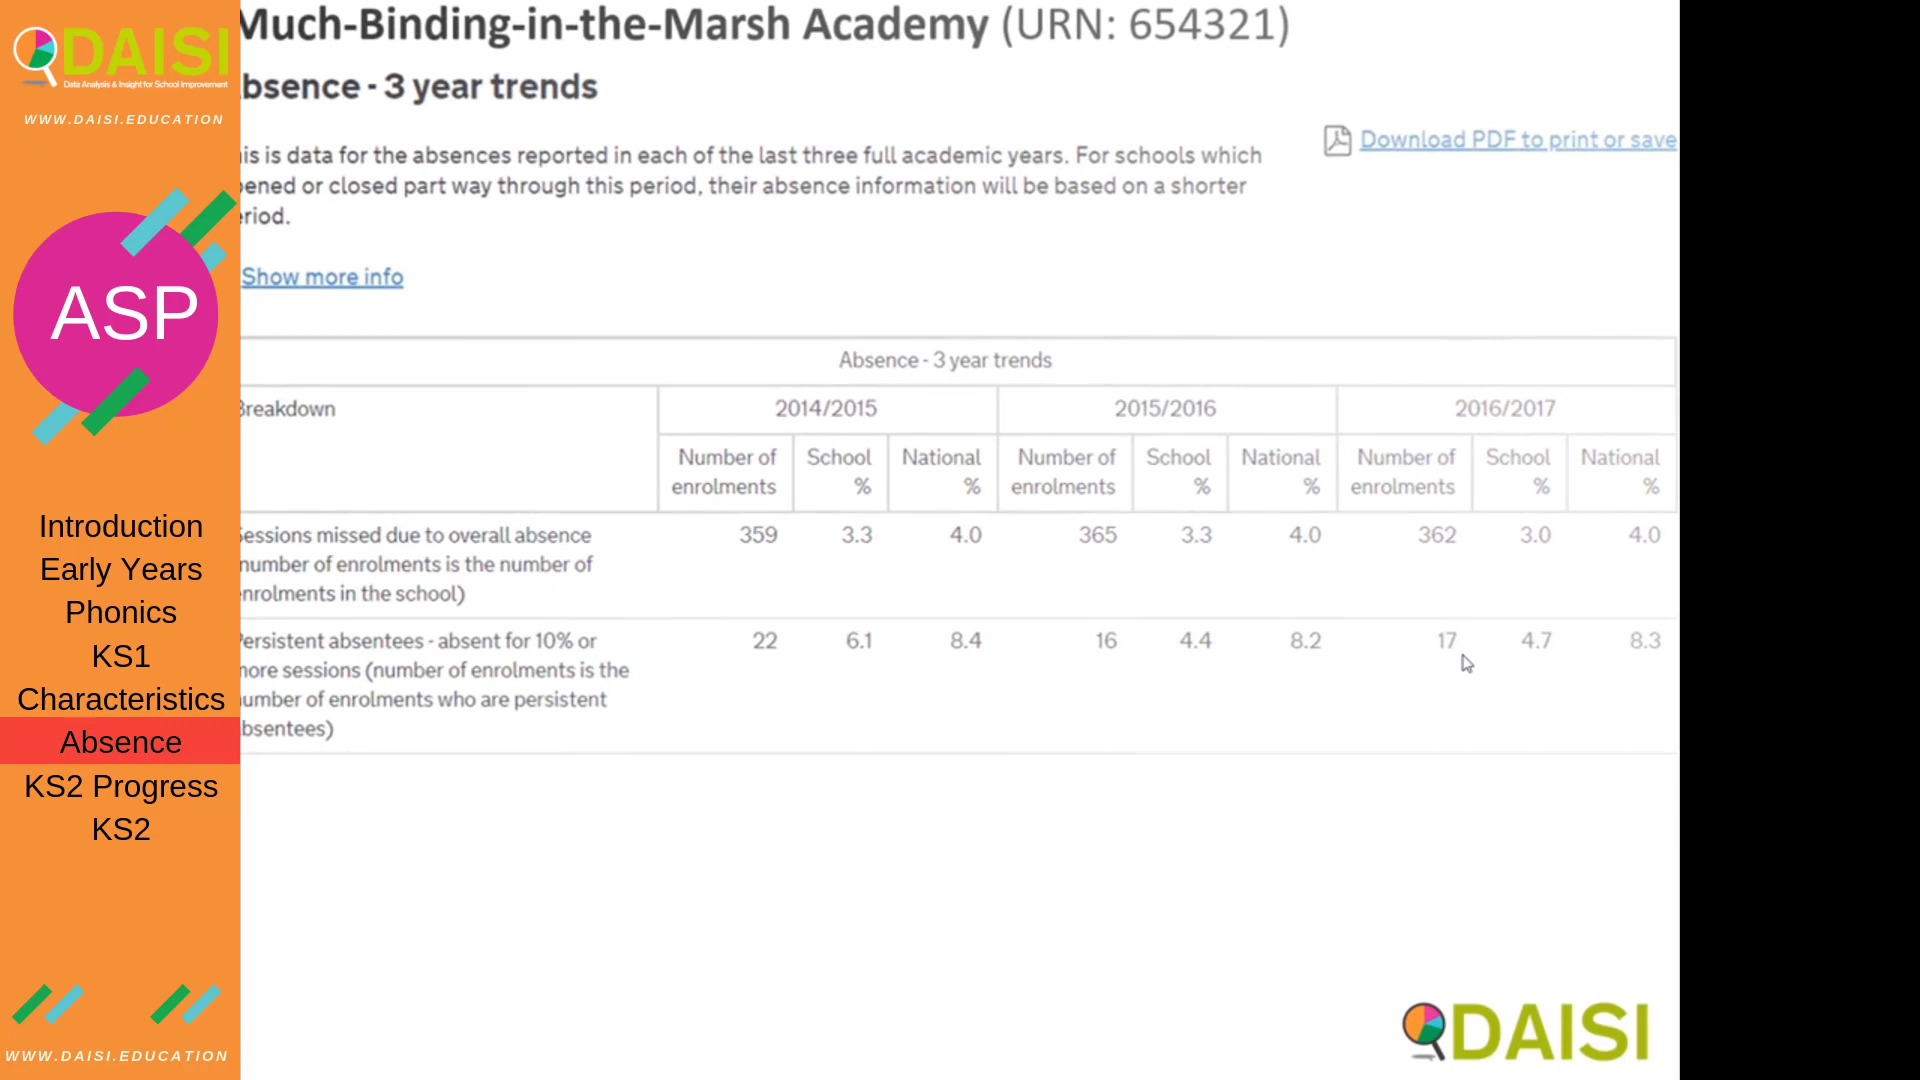 DAISI
Data Analysis & Insight for School Improvement
WWW.DAISI.EDUCATION
ASP
Introduction
Early Years
Phonics
KS1
Characteristics
Absence
KS2 Progress
KS2
WWW.DAISI.EDUCATION
Much-Binding-in-the-Marsh Academy (URN: 654321)
bsence - 3 year trends
Download PDF to print or save
is is data for the absences reported in each of the last three full academic years. For schools which
ened or closed part way through this period, their absence information will be based on a shorter
riod.
Show more info
Absence - 3 year trends
Breakdown 2014/2015 2015/2016 2016/2017
Number of School National Number of School National Number of School National
enrolments % % enrolments % % enrolments % %
Sessions missed due to overall absence 359 3.3 4.0 365 3.3 4.0 362 3.0 4.0
number of enrolments is the number of
nrolments in the school)
Persistent absentees - absent for 10% or 22 6.1 8.4 16 4.4 8.2 17 4.7 8.3
more sessions (number of enrolments is the
umber of enrolments who are persistent
bsentees)
DAISI